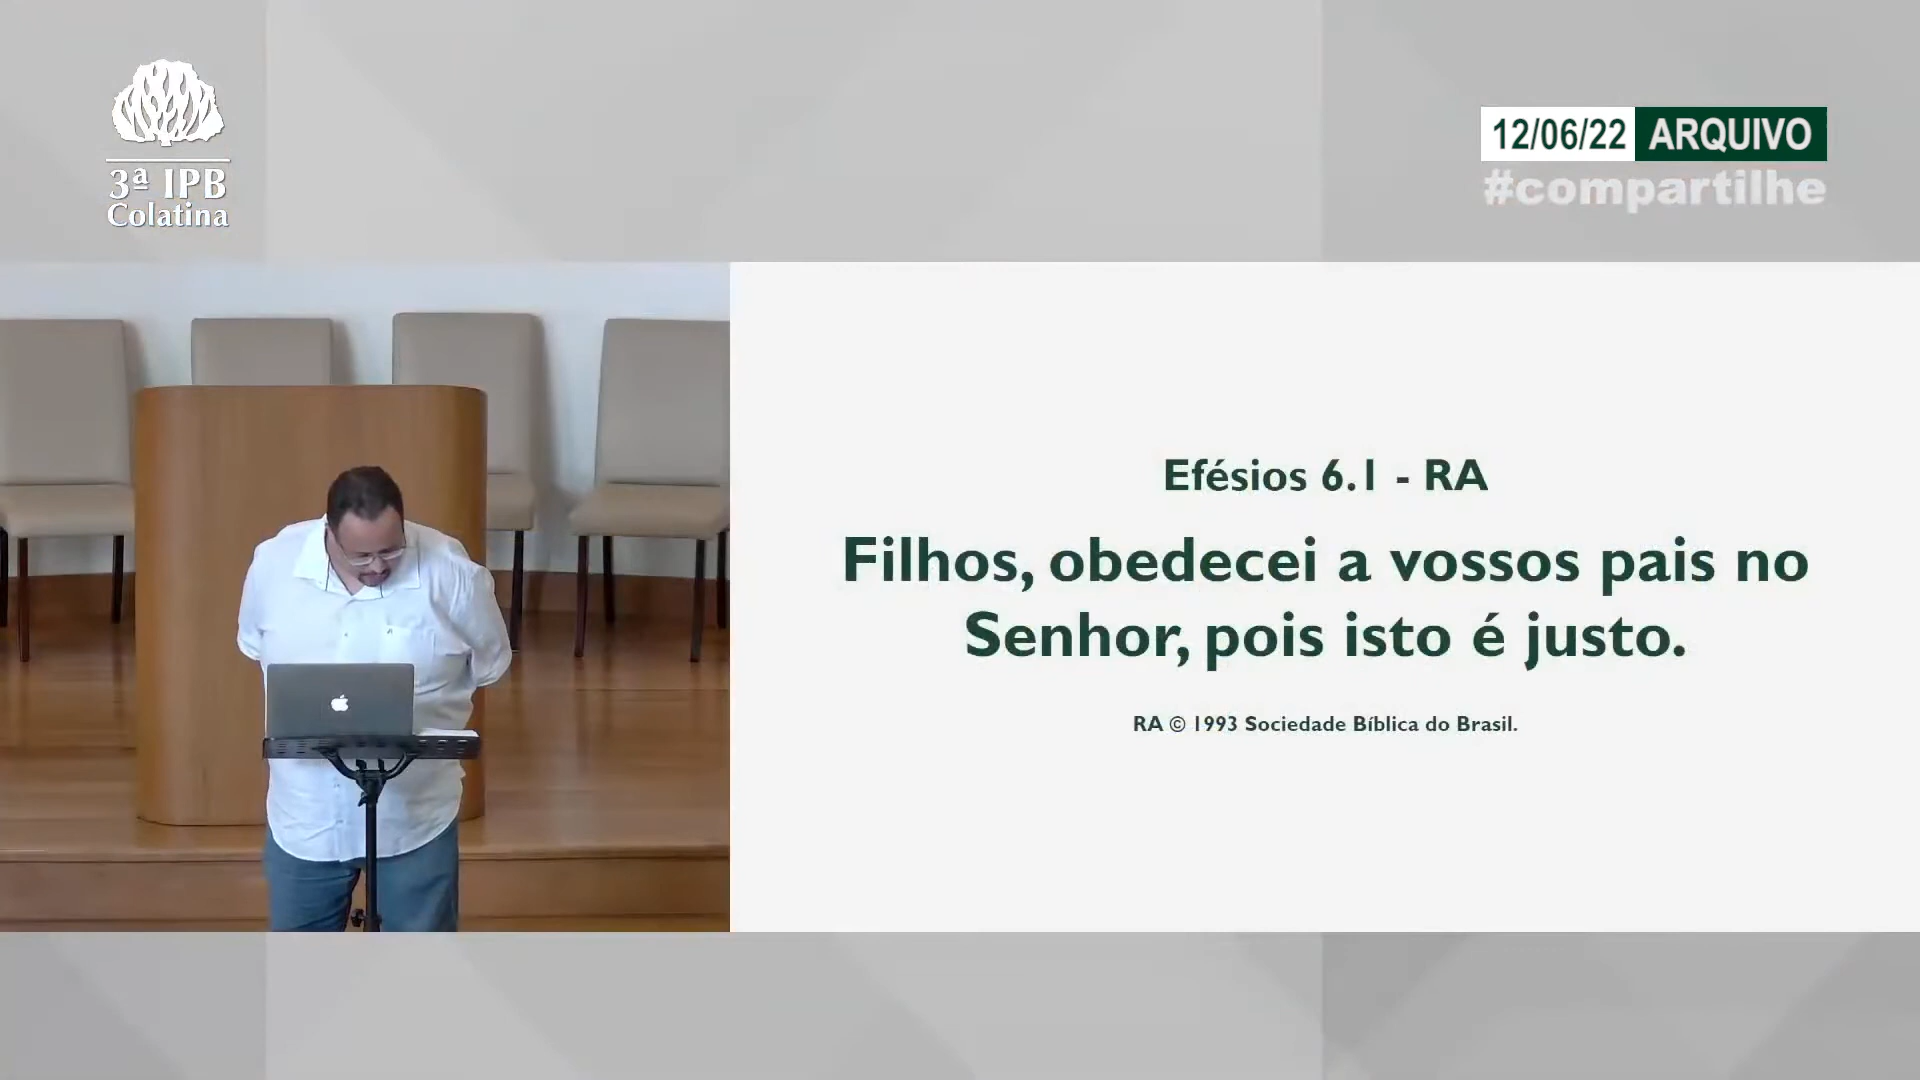 3ª IPB
Colatina
12/06/22 ARQUIVO
#compartilhe
Efésios 6.1 - RA
Filhos, obedecei a vossos pais no
Senhor, pois isto é justo.
RA © 1993 Sociedade Bíblica do Brasil.